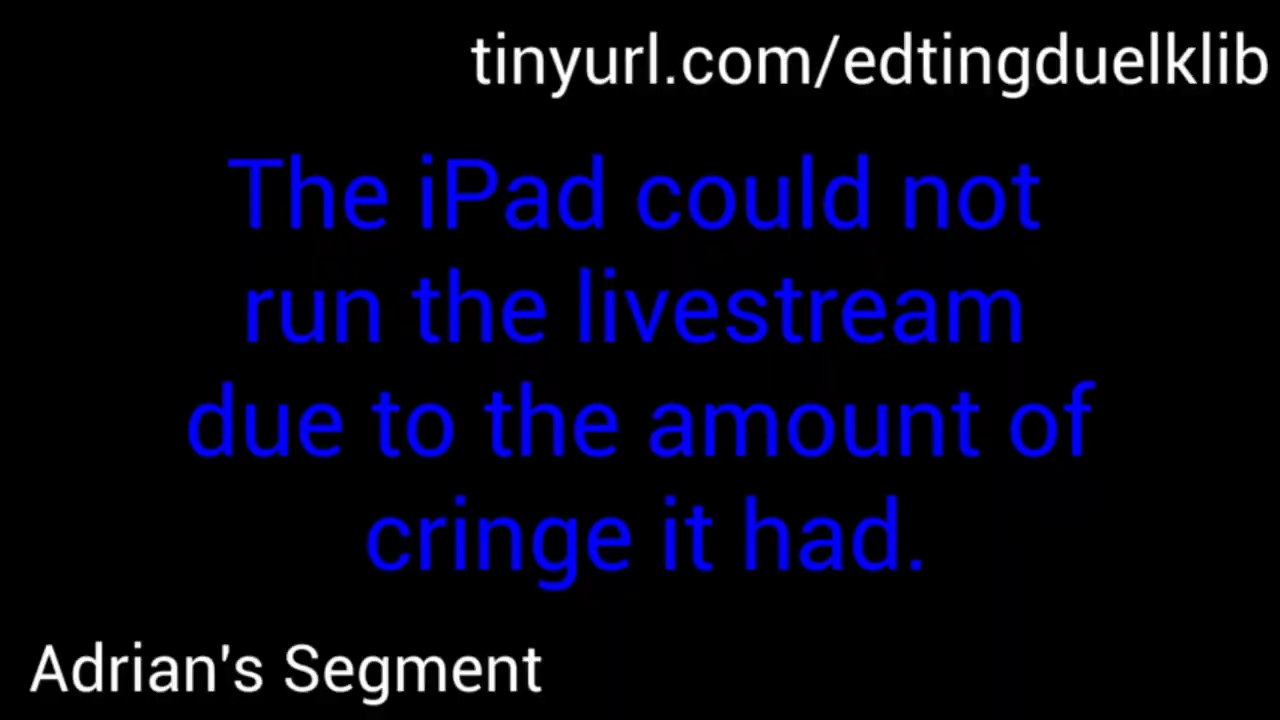 tinyurl.com/edtingduelklib
The iPad could not
run the livestream
due to the amount of
cringe it had.
Adrian's Segment